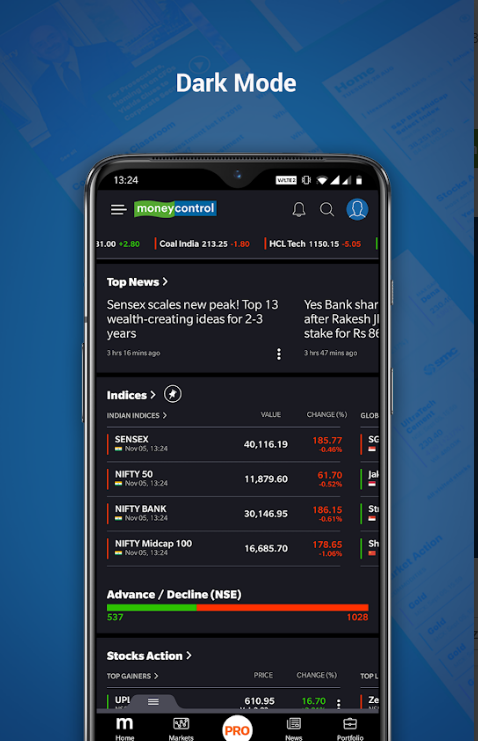 Dark Mode
13:24
VoLTE2
moneycontrol
31.00 +2.80 Coal India 213.25 -1.80 HCL Tech 1150.15 -5.05
Top News >
Sensex scales new peak! Top 13
wealth-creating ideas for 2-3
years
3 hrs 16 mins ago
Yes Bank shar
after Rakesh
stake for Rs 86
3 hrs 47 mins ago
Indices >
INDIAN INDICES > VALUE CHANGE (%) GLOB
SENSEX 40,116.19 185.77 SG
Nov 05, 13:24 -0.46%
NIFTY 50 11,879.60 61.70 Jak
Nov 05, 13:24 -0.52%
NIFTY BANK 30,146.95 186.15 Str
Nov 05, 13:24 -0.61%
NIFTY Midcap 100 16,685.70 178.65 Sh
Nov 05, 13:24 -1.06%
Advance / Decline (NSE)
537 1028
Stocks Action >
TOP GAINERS > PRICE CHANGE (%) TOP L
UPL 610.95 16.70 Ze
m PRO
Home Markets News Portfolio